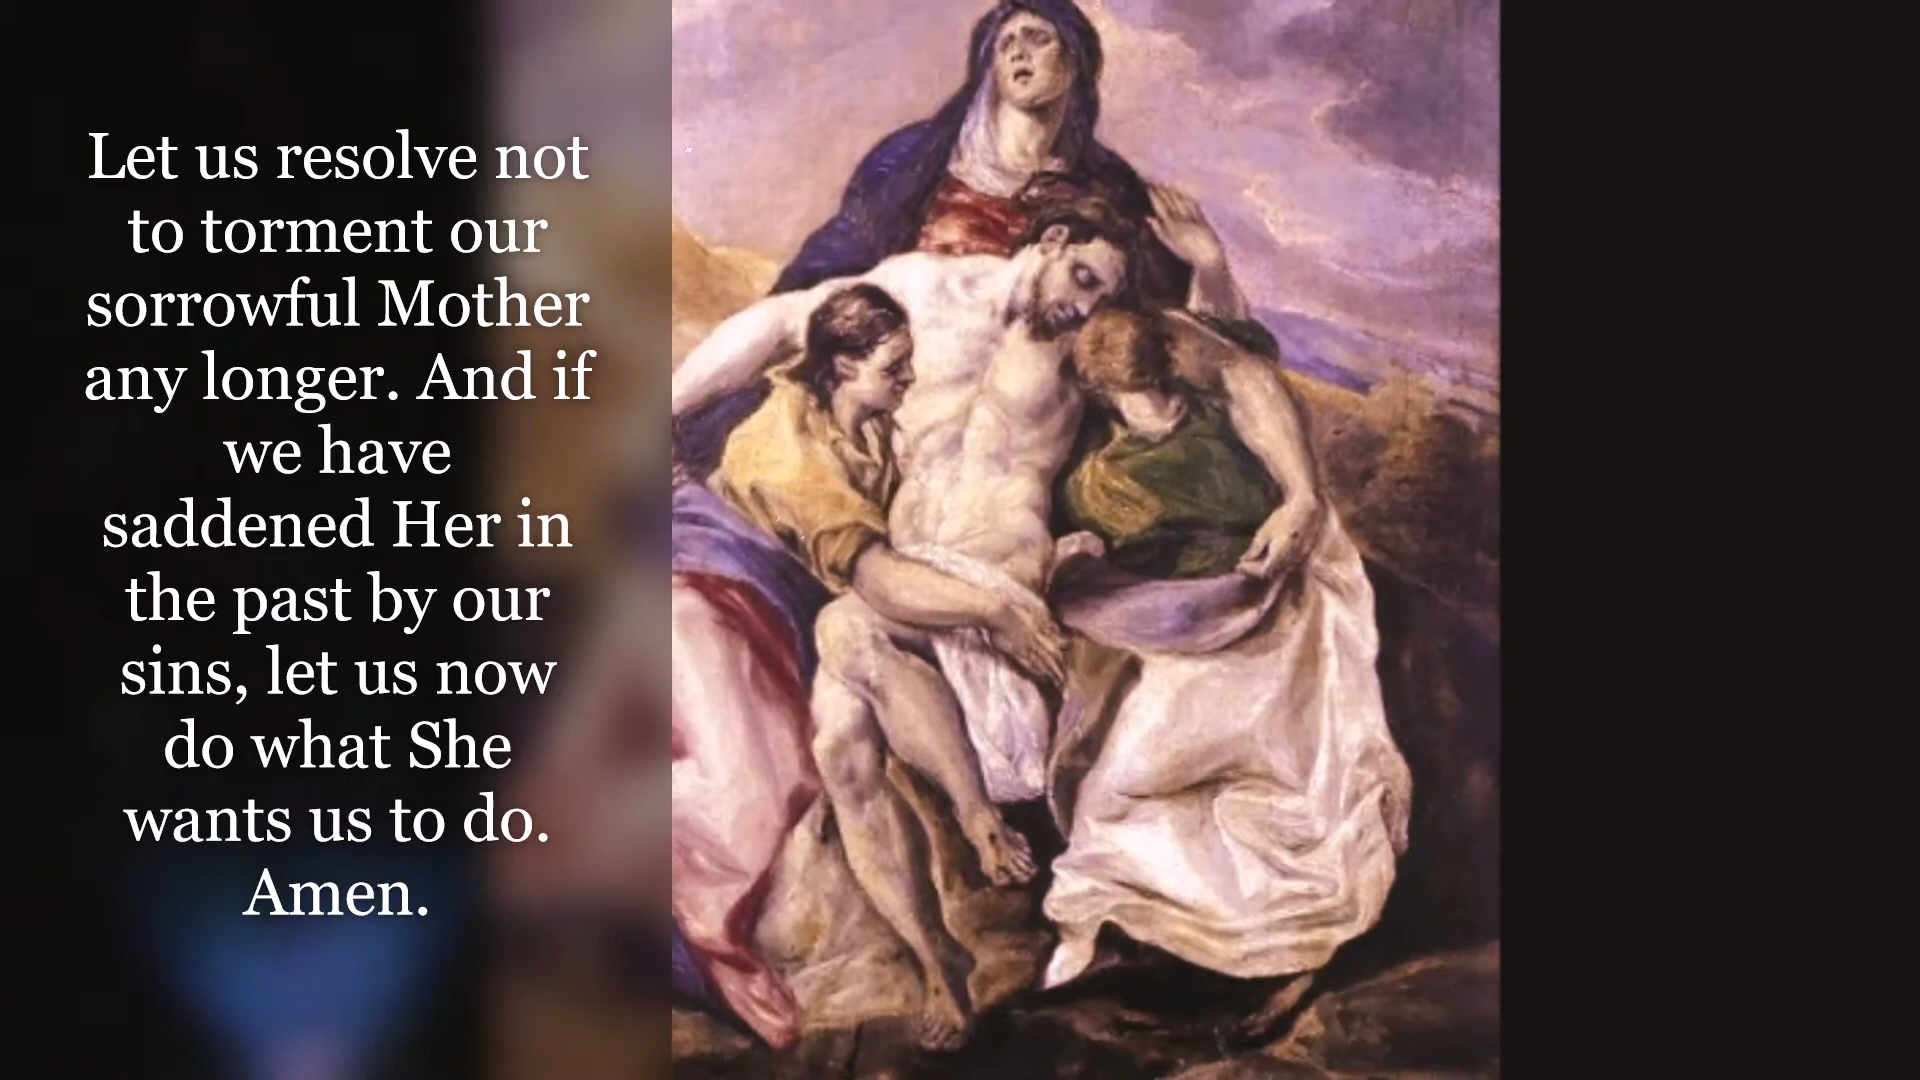 Let us resolve not
to torment our
sorrowful Mother
any longer. And if
we have
saddened Her in
the past by our
sins, let us now
do what She
wants us to do.
Amen.